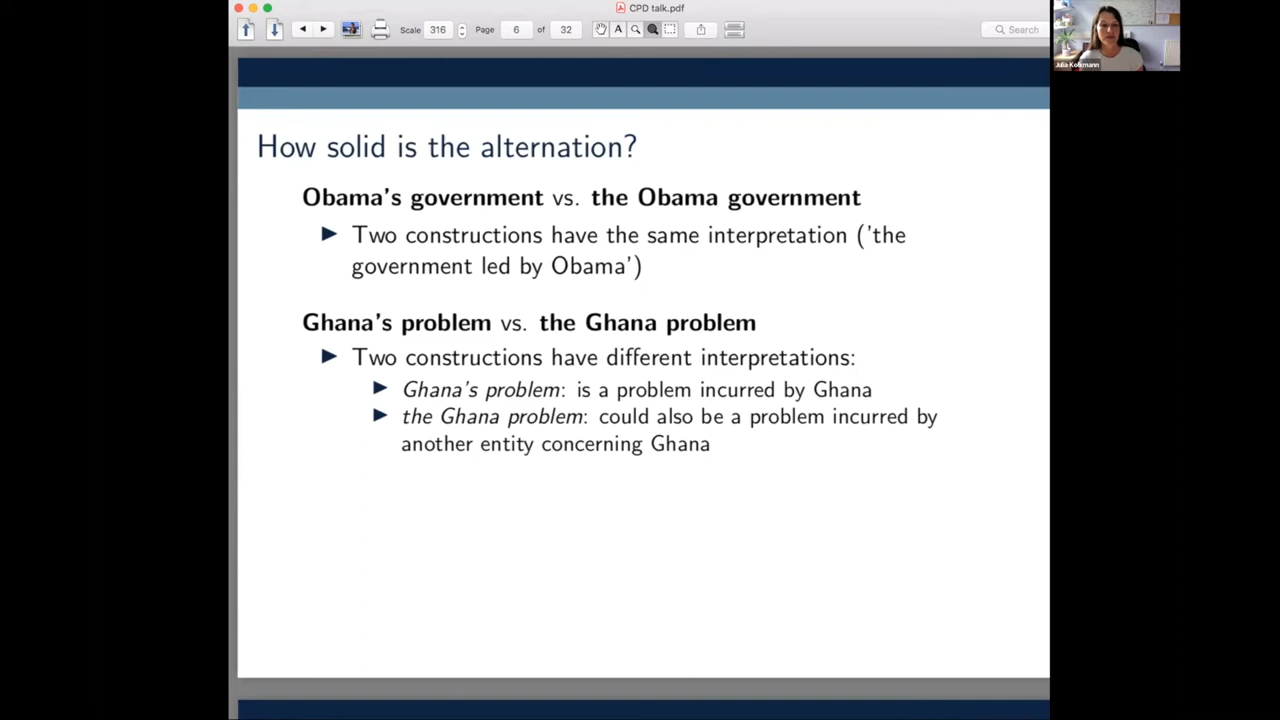 CPD talk.pdf
Scale 316 Page 6 of 32 A Search
Julia Kolkmann
How solid is the alternation?
Obama's government vs. the Obama government
▶ Two constructions have the same interpretation ('the
government led by Obama')
Ghana's problem vs. the Ghana problem
▶ Two constructions have different interpretations:
▶ Ghana's problem: is a problem incurred by Ghana
▶ the Ghana problem: could also be a problem incurred by
another entity concerning Ghana